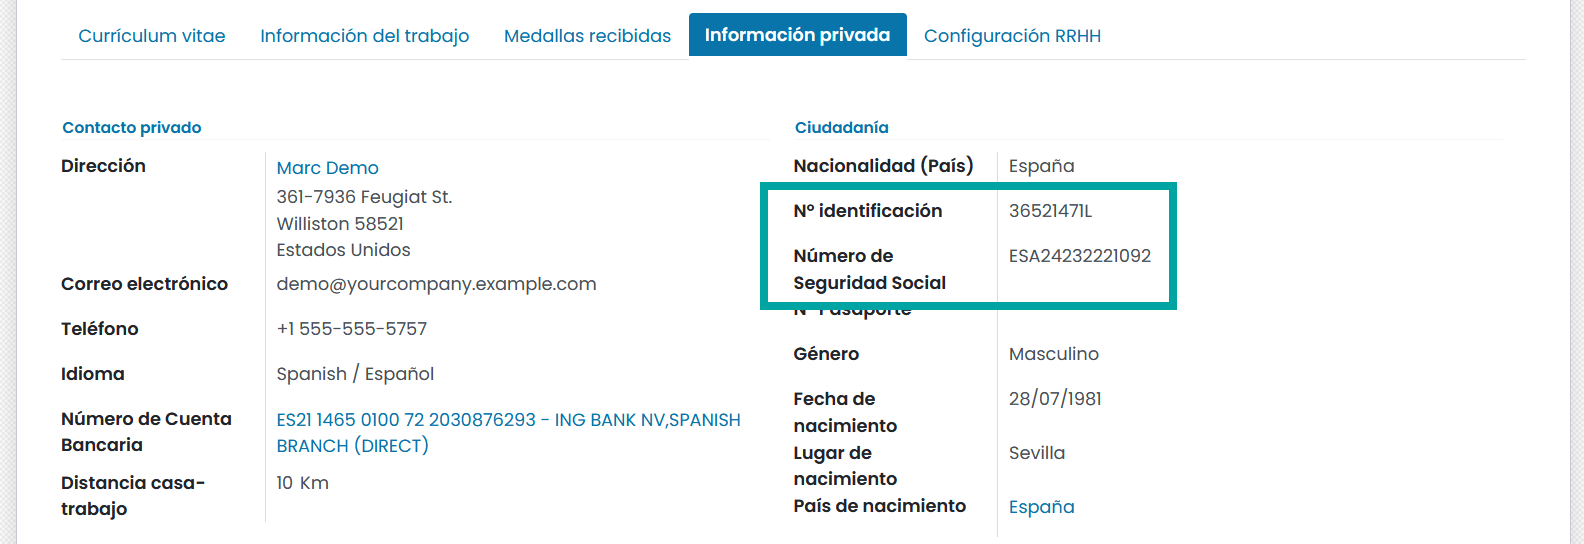 Currículum vitae
Información del trabajo
Medallas recibidas
Información privada
Configuración RRHH
Contacto privado
Dirección
Marc Demo
361-7936 Feugiat St.
Williston 58521
Estados Unidos
Correo electrónico
demo@yourcompany.example.com
Teléfono
+1 555-555-5757
Idioma
Spanish / Español
Número de Cuenta
Bancaria
ES21 1465 0100 72 2030876293 - ING BANK NV,SPANISH
BRANCH (DIRECT)
Distancia casa-
trabajo
10 Km
Ciudadanía
Nacionalidad (País)
España
Nº identificación
36521471L
Número de
Seguridad Social
ESA24232221092
Nº Pasaporte
Género
Masculino
Fecha de
nacimiento
28/07/1981
Lugar de
nacimiento
Sevilla
País de nacimiento
España